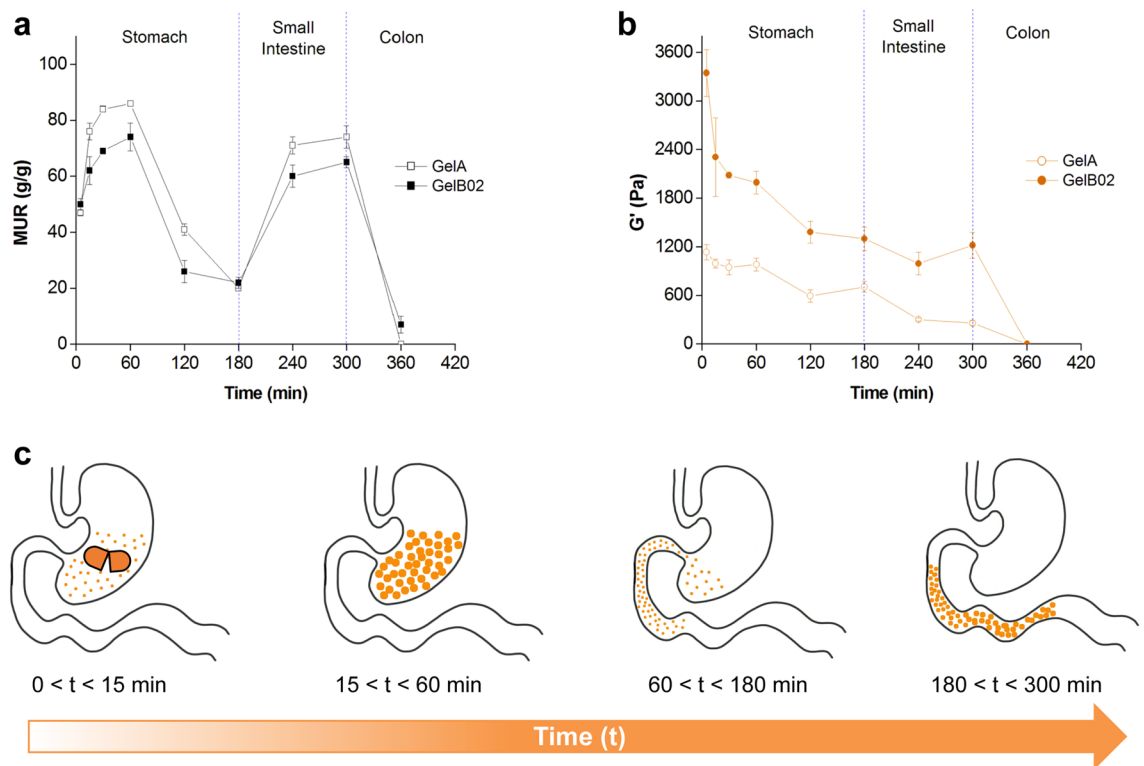 a
Stomach
Small
Intestine
Colon
MUR (g/g)
100
80
60
40
20
0
GelA
GelB02
0 60 120 180 240 300 360 420
Time (min)
b
Stomach
Small
Intestine
Colon
G' (Pa)
3600
3000
2400
1800
1200
600
0
GelA
GelB02
0 60 120 180 240 300 360 420
Time (min)
c
0 < t < 15 min
15 < t < 60 min
60 < t < 180 min
180 < t < 300 min
Time (t)